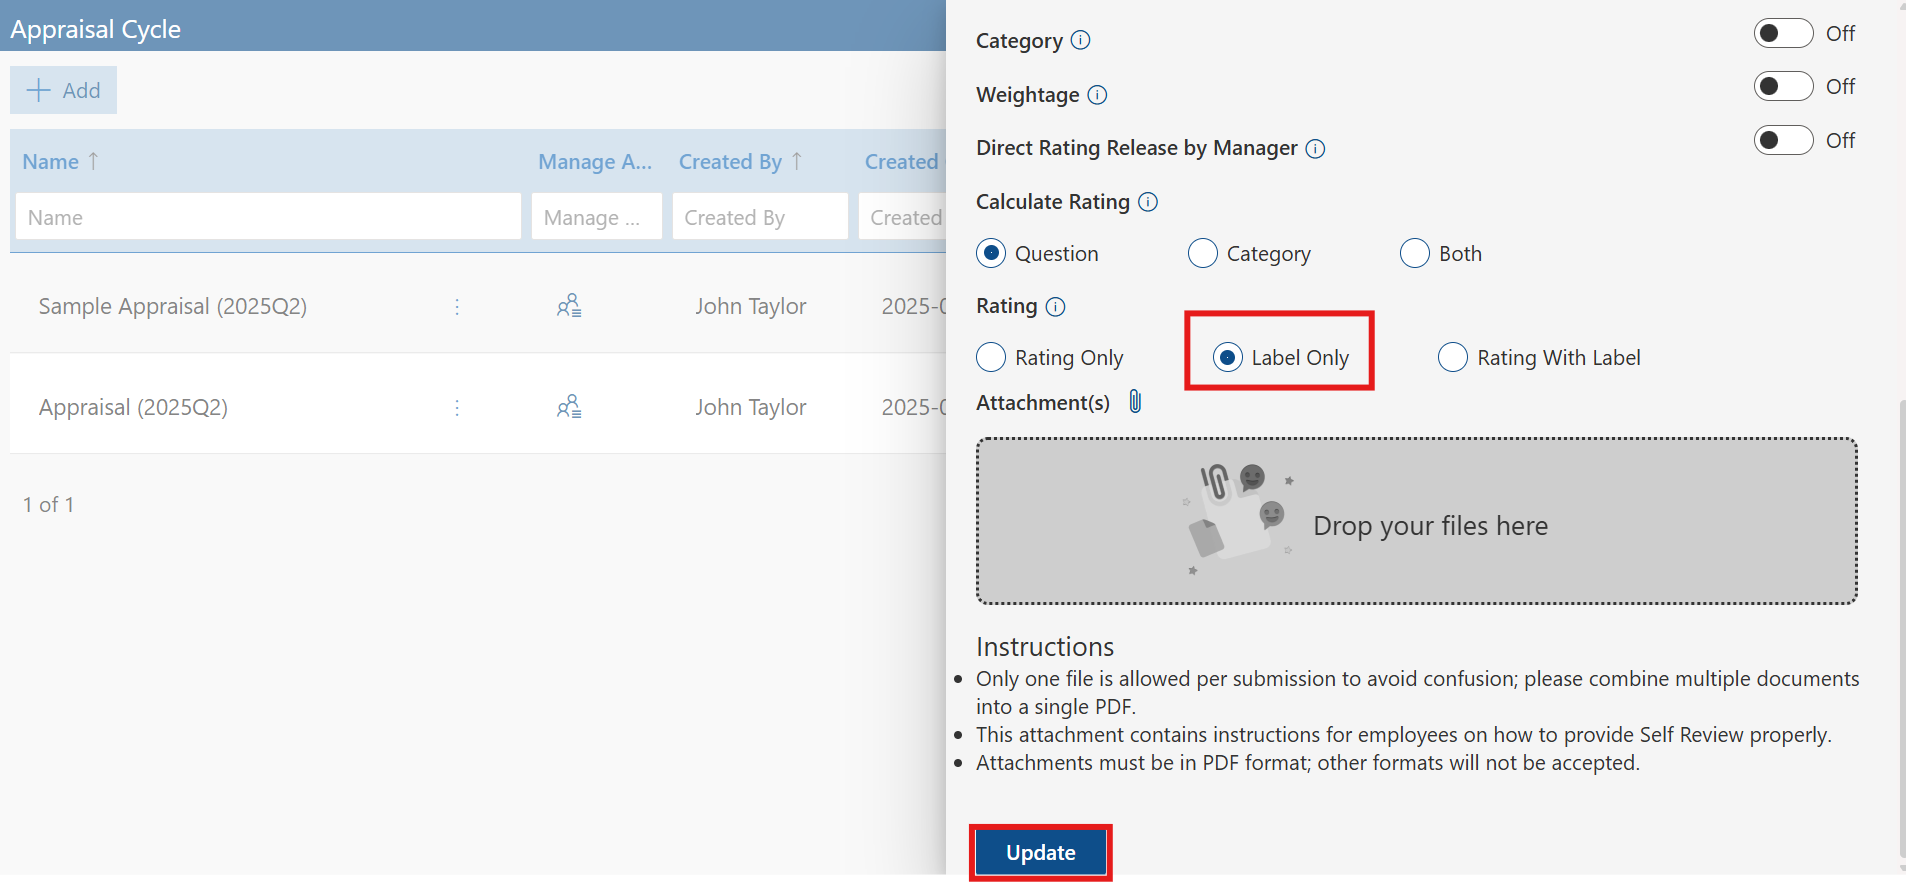 Appraisal Cycle
Add
Name ↑ Manage A... Created By ↑ Created
Name Manage ... Created By Created
Sample Appraisal (2025Q2) John Taylor 2025-0
Appraisal (2025Q2) John Taylor 2025-0
1 of 1
Category Off
Weightage Off
Direct Rating Release by Manager Off
Calculate Rating
Question Category Both
Rating
Rating Only Label Only Rating With Label
Attachment(s)
Drop your files here
Instructions
• Only one file is allowed per submission to avoid confusion; please combine multiple documents
into a single PDF.
• This attachment contains instructions for employees on how to provide Self Review properly.
• Attachments must be in PDF format; other formats will not be accepted.
Update